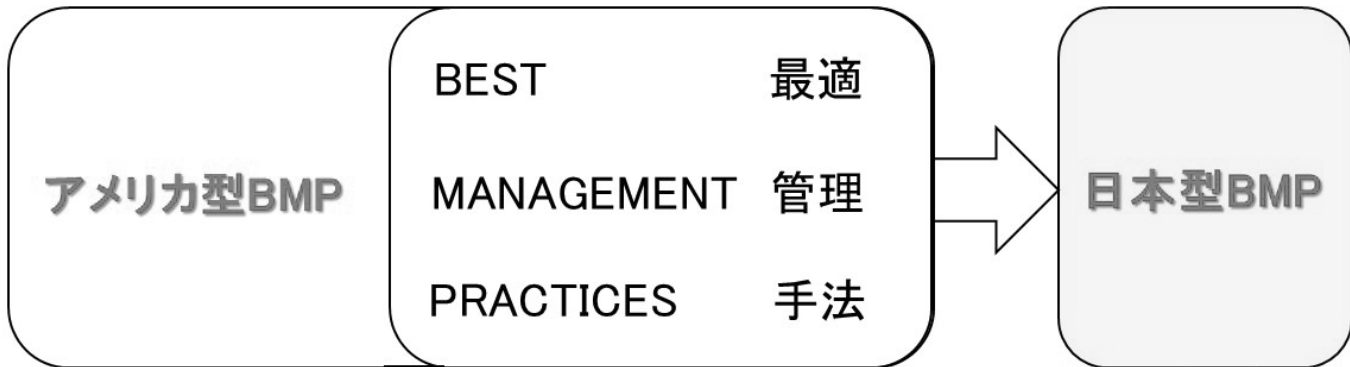 アメリカ型BMP
BEST 最適
MANAGEMENT 管理
PRACTICES 手法
日本型BMP